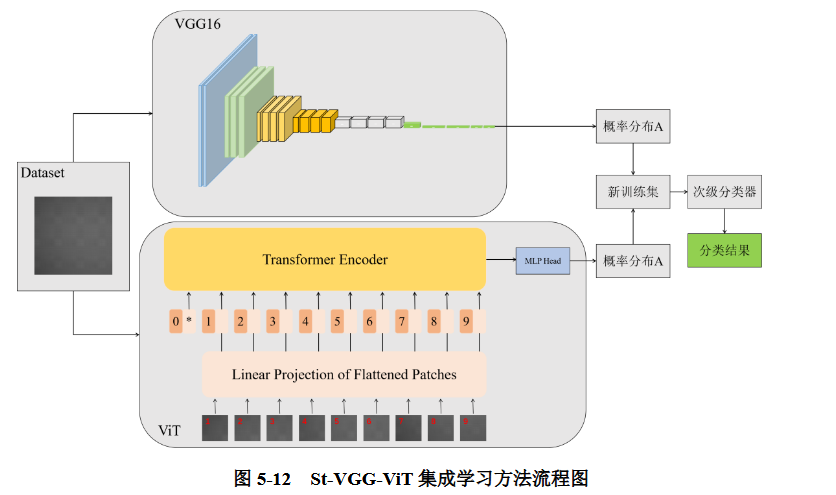 VGG16
Dataset
概率分布A
新训练集
次级分类器
概率分布A
分类结果
Transformer Encoder
MLP Head
0 * 1 2 3 4 5 6 7 8 9
Linear Projection of Flattened Patches
ViT
图 5-12 St-VGG-ViT 集成学习方法流程图